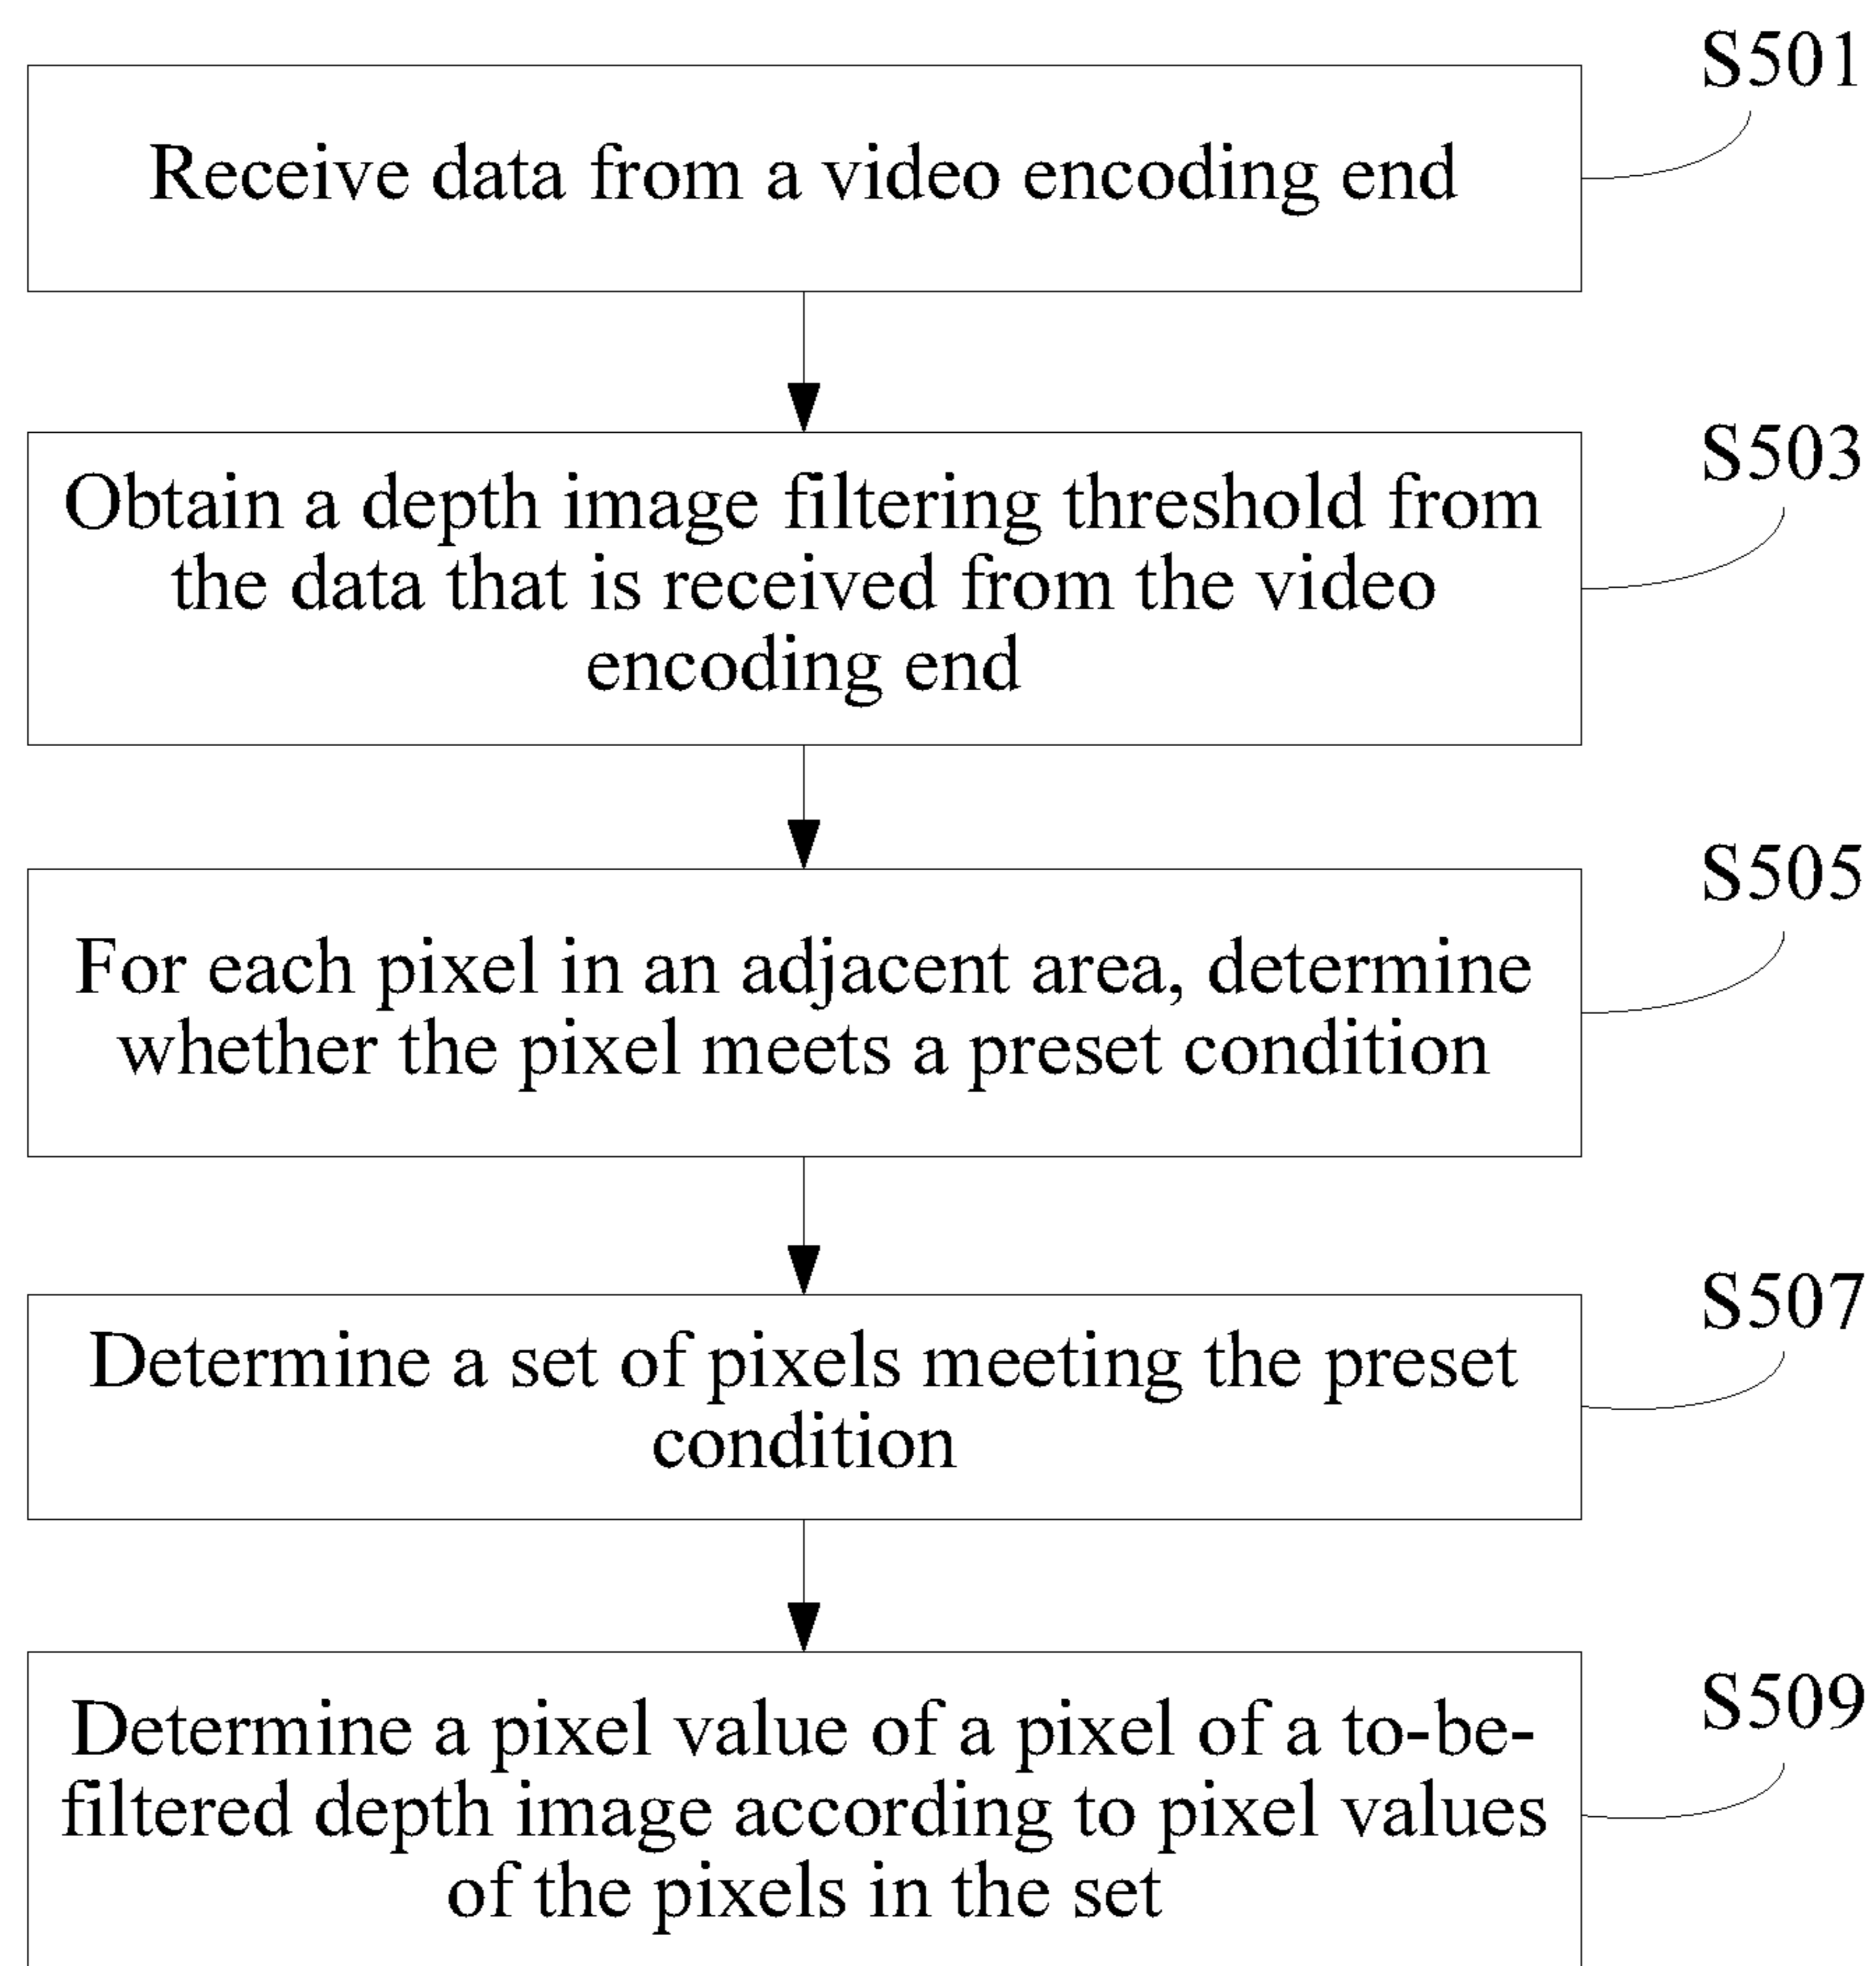 S501
Receive data from a video encoding end
S503
Obtain a depth image filtering threshold from
the data that is received from the video
encoding end
S505
For each pixel in an adjacent area, determine
whether the pixel meets a preset condition
S507
Determine a set of pixels meeting the preset
condition
S509
Determine a pixel value of a pixel of a to-be-
filtered depth image according to pixel values
of the pixels in the set